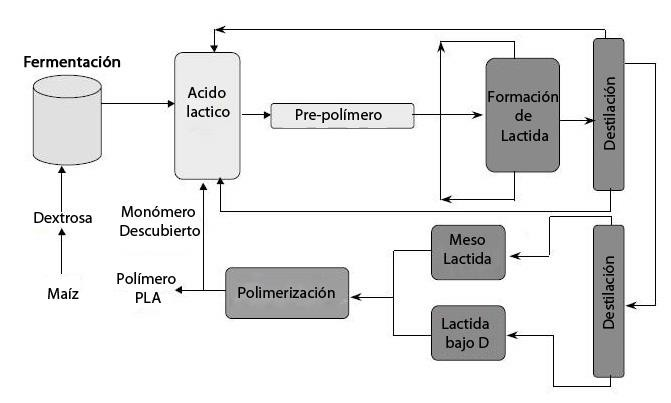 Fermentación
Acido
lactico
Pre-polímero
Formación
de
Lactida
Destilación
Dextrosa
Maíz
Monómero
Descubierto
Polímero
PLA
Polimerización
Meso
Lactida
Lactida
bajo D
Destilación